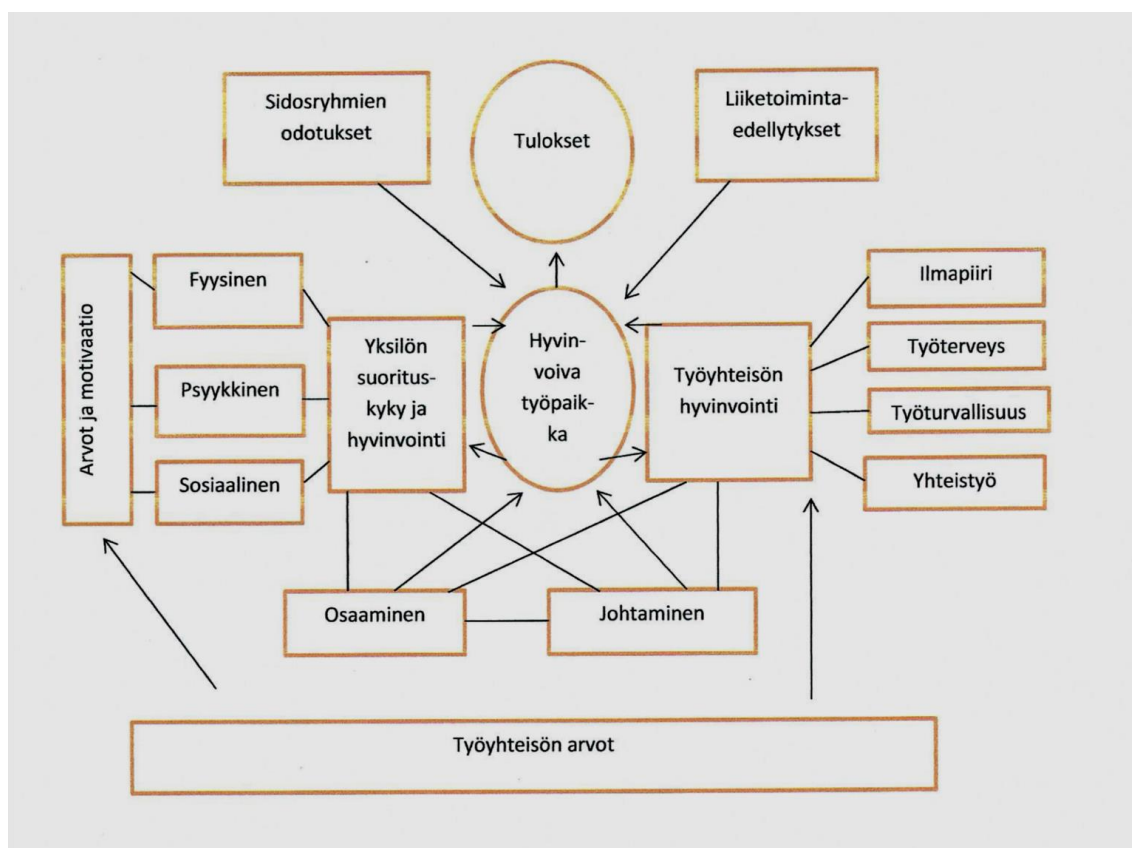 Sidosryhmien
odotukset
Tulokset
Liiketoiminta-
edellytykset
Arvot ja motivaatio
Fyysinen
Psyykkinen
Sosiaalinen
Yksilön
suoritus-
kyky ja
hyvinvointi
Hyvin-
voiva
työpaik-
ka
Työyhteisön
hyvinvointi
Ilmapiiri
Työterveys
Työturvallisuus
Yhteistyö
Osaaminen
Johtaminen
Työyhteisön arvot